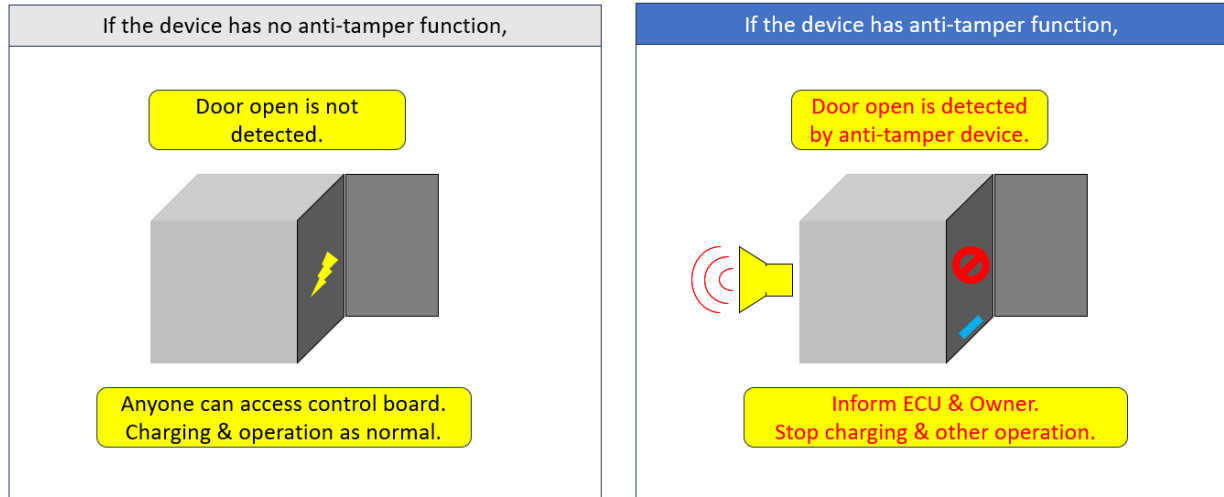 If the device has no anti-tamper function,
Door open is not
detected.
Anyone can access control board.
Charging & operation as normal.
If the device has anti-tamper function,
Door open is detected
by anti-tamper device.
Inform ECU & Owner.
Stop charging & other operation.